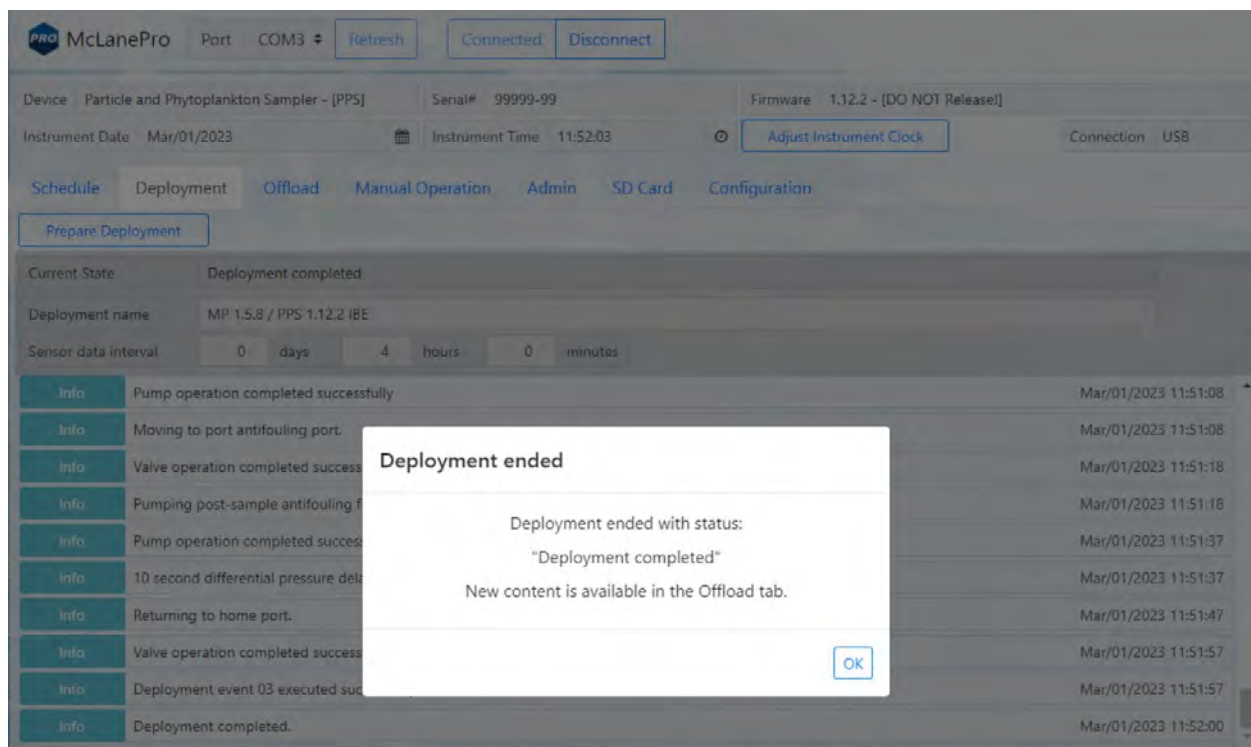 PRO McLanePro Port COM3 Refresh Connected Disconnect
Device Particle and Phytoplankton Sampler - [PPS] Serial# 99999-99 Firmware 1.12.2 - [DO NOT Release!]
Instrument Date Mar/01/2023 Instrument Time 11:52:03 Adjust Instrument Clock Connection USB
Schedule Deployment Offload Manual Operation Admin SD Card Configuration
Prepare Deployment
Current State Deployment completed
Deployment name MP 1.5.8 / PPS 1.12.2 IBE
Sensor data interval 0 days 4 hours 0 minutes
Info Pump operation completed successfully Mar/01/2023 11:51:08
Info Moving to port antifouling port. Mar/01/2023 11:51:08
Info Valve operation completed success Mar/01/2023 11:51:18
Info Pumping post-sample antifouling f Mar/01/2023 11:51:18
Info Pump operation completed succes Mar/01/2023 11:51:37
Info 10 second differential pressure dela Mar/01/2023 11:51:37
Info Returning to home port. Mar/01/2023 11:51:47
Info Valve operation completed success Mar/01/2023 11:51:57
Info Deployment event 03 executed suc Mar/01/2023 11:51:57
Info Deployment completed. Mar/01/2023 11:52:00
Deployment ended
Deployment ended with status:
"Deployment completed"
New content is available in the Offload tab.
OK